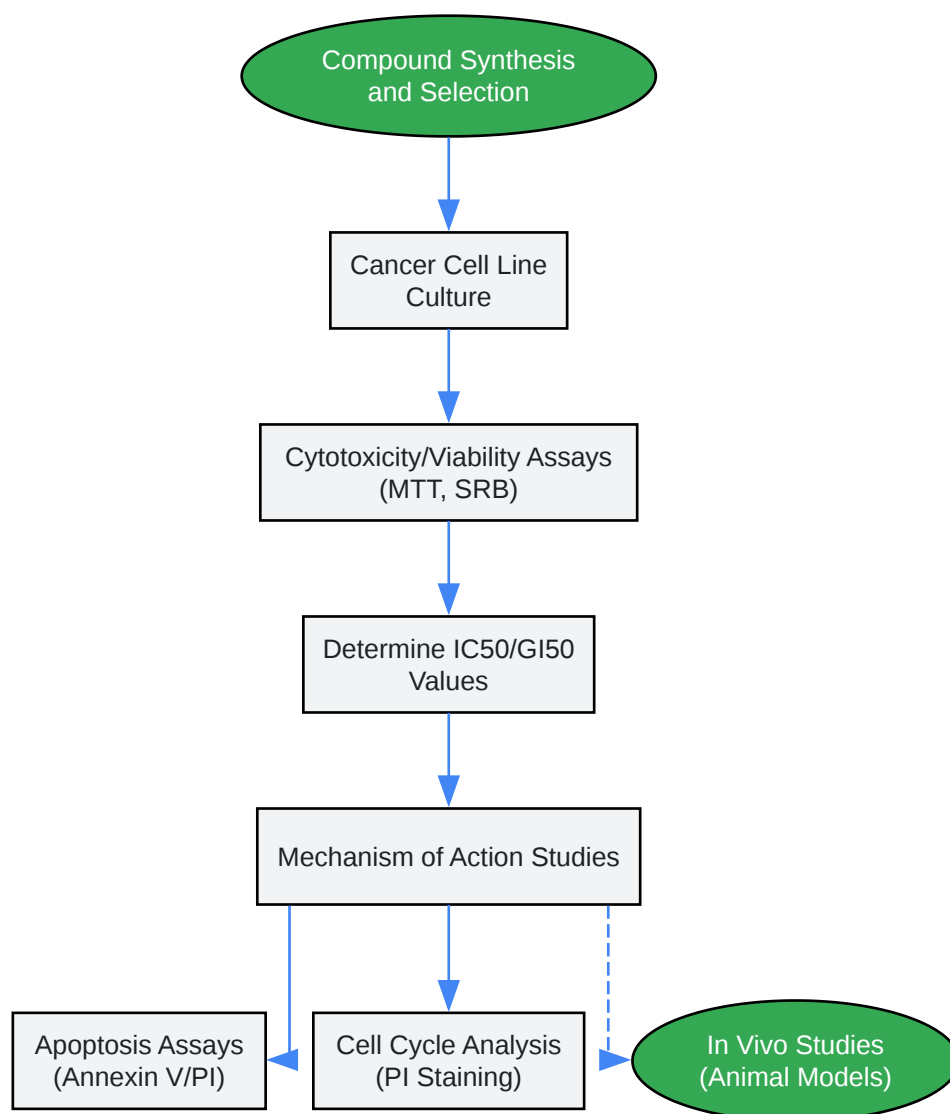 Compound Synthesis
and Selection
Cancer Cell Line
Culture
Cytotoxicity/Viability Assays
(MTT, SRB)
Determine IC50/GI50
Values
Mechanism of Action Studies
Apoptosis Assays
(Annexin V/PI)
Cell Cycle Analysis
(PI Staining)
In Vivo Studies
(Animal Models)